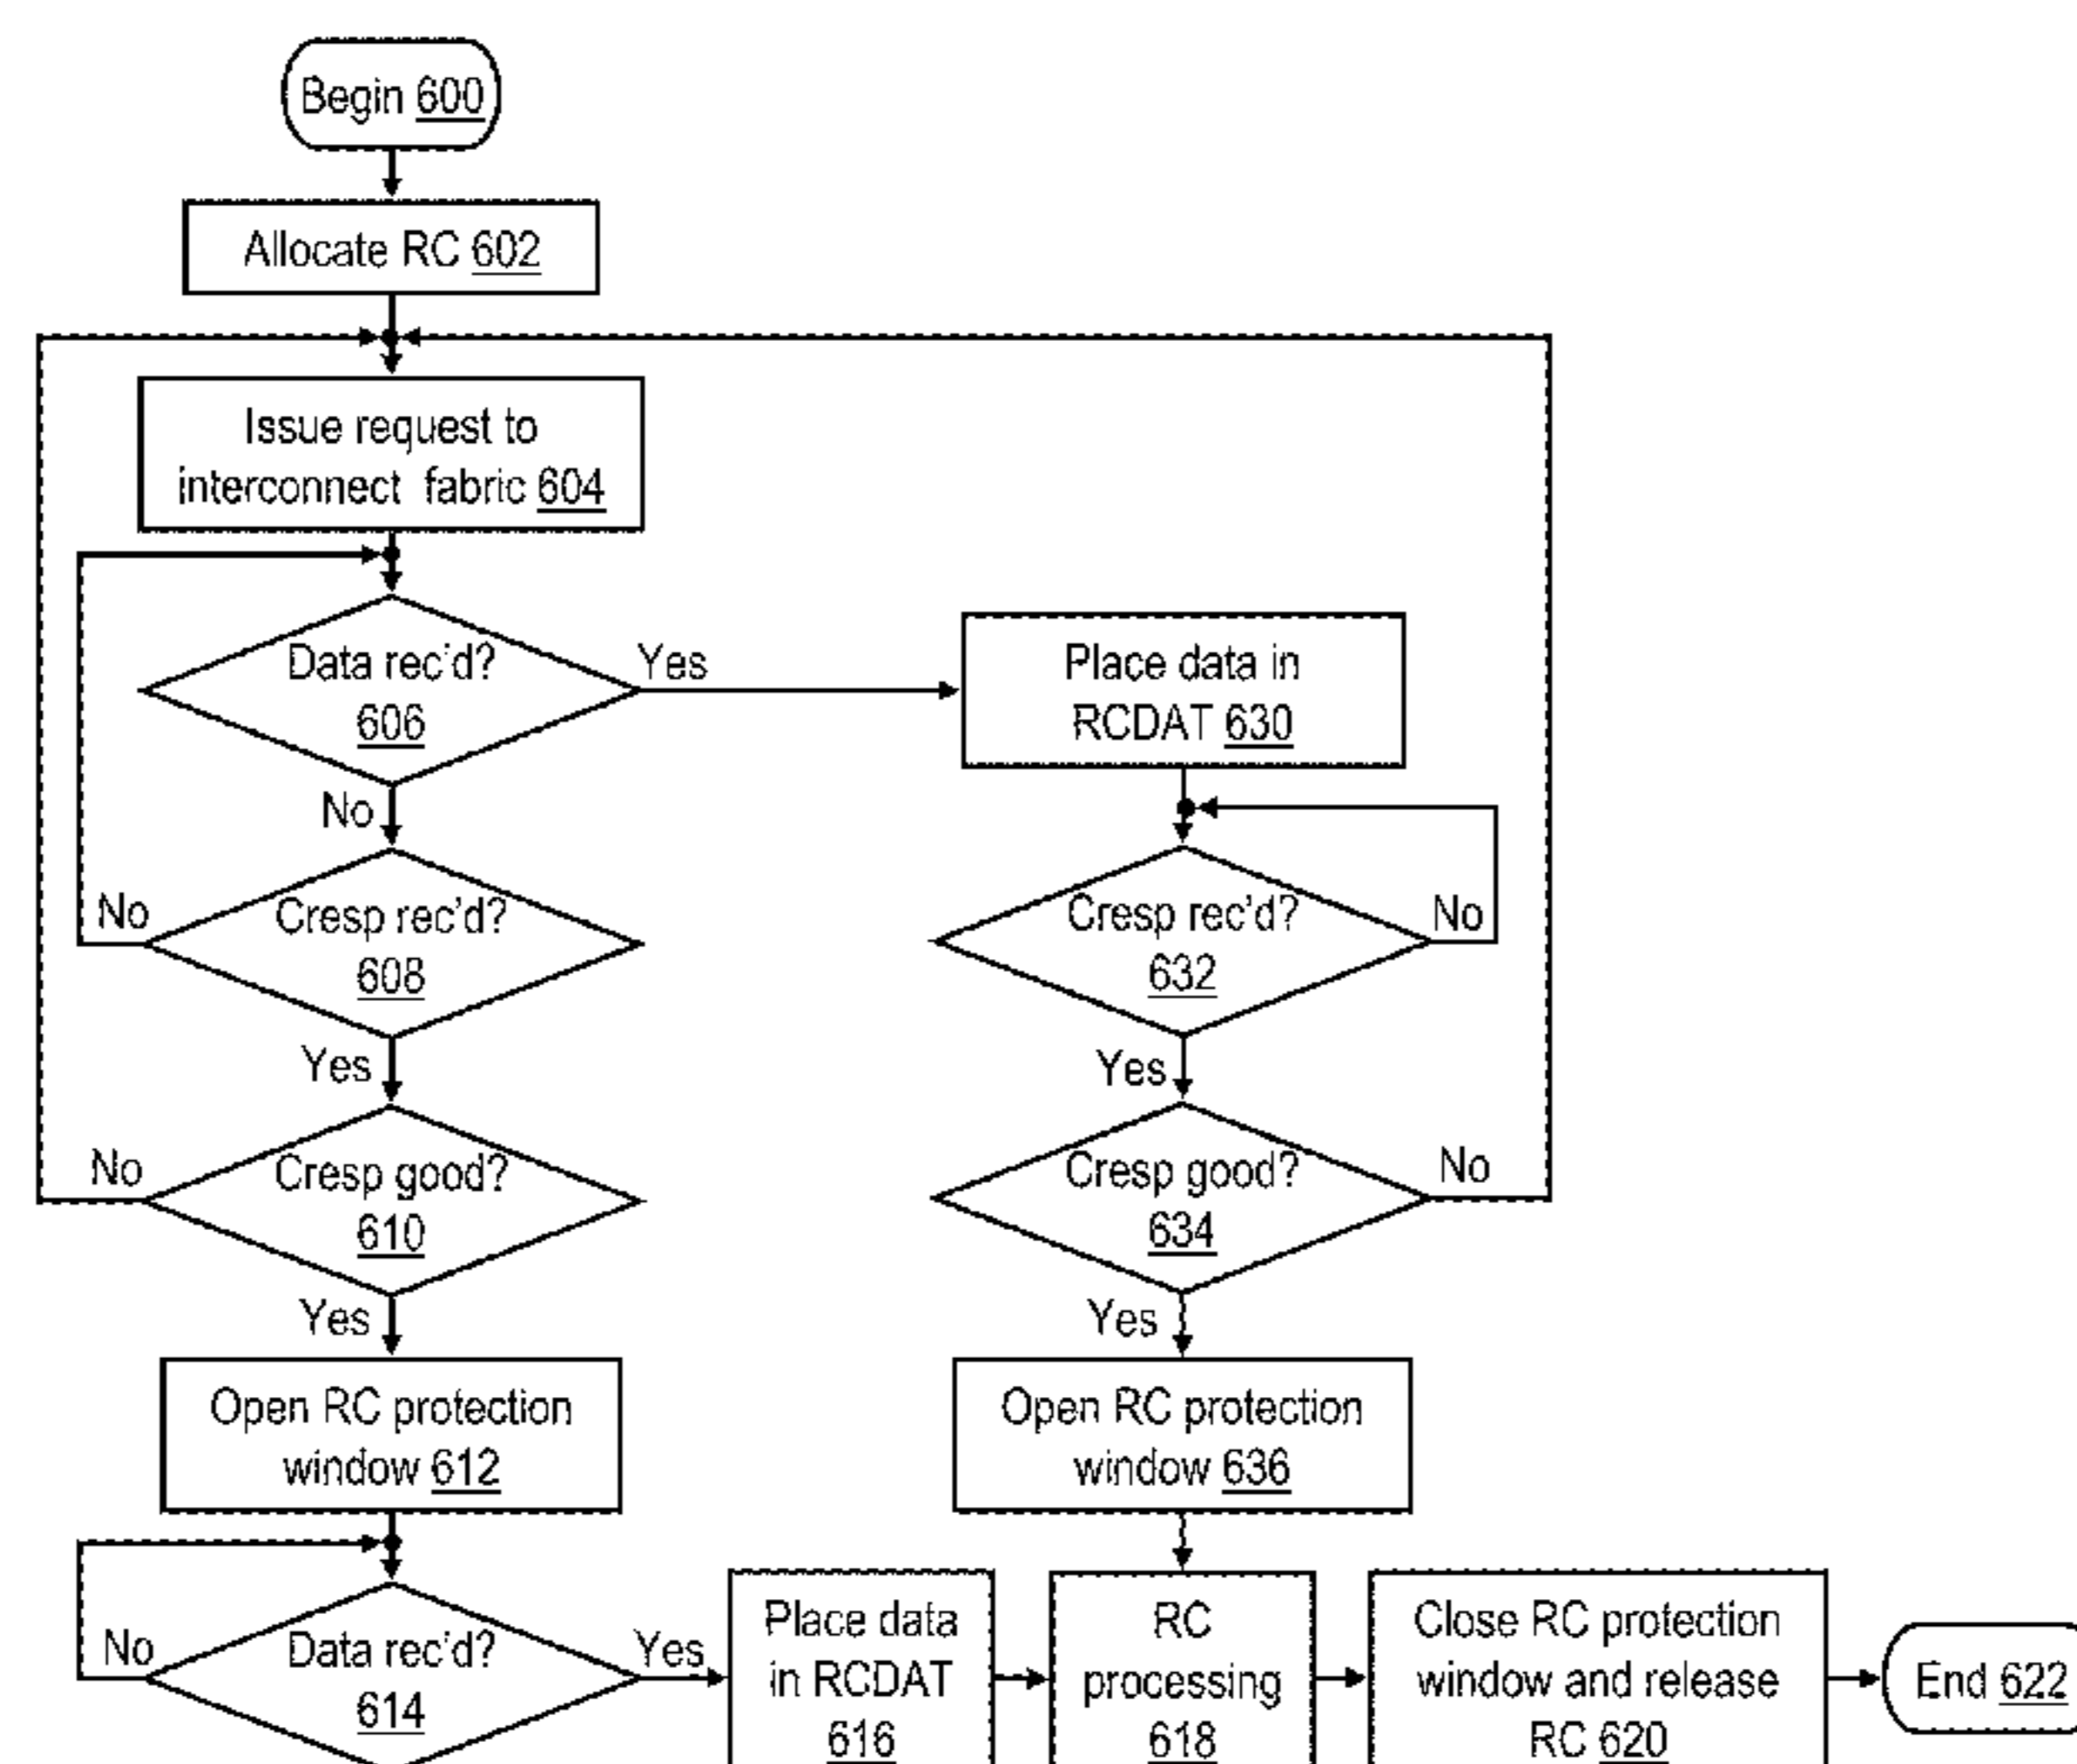 Begin 600
Allocate RC 602
Issue request to
interconnect fabric 604
Data rec'd?
606
Yes
No
Place data in
RCDAT 630
Cresp rec'd?
608
No
Yes
Cresp rec'd?
632
No
Yes
Cresp good?
610
No
Yes
Cresp good?
634
No
Yes
Open RC protection
window 612
Open RC protection
window 636
Data rec'd?
614
No
Yes
Place data
in RCDAT
616
RC
processing
618
Close RC protection
window and release
RC 620
End 622